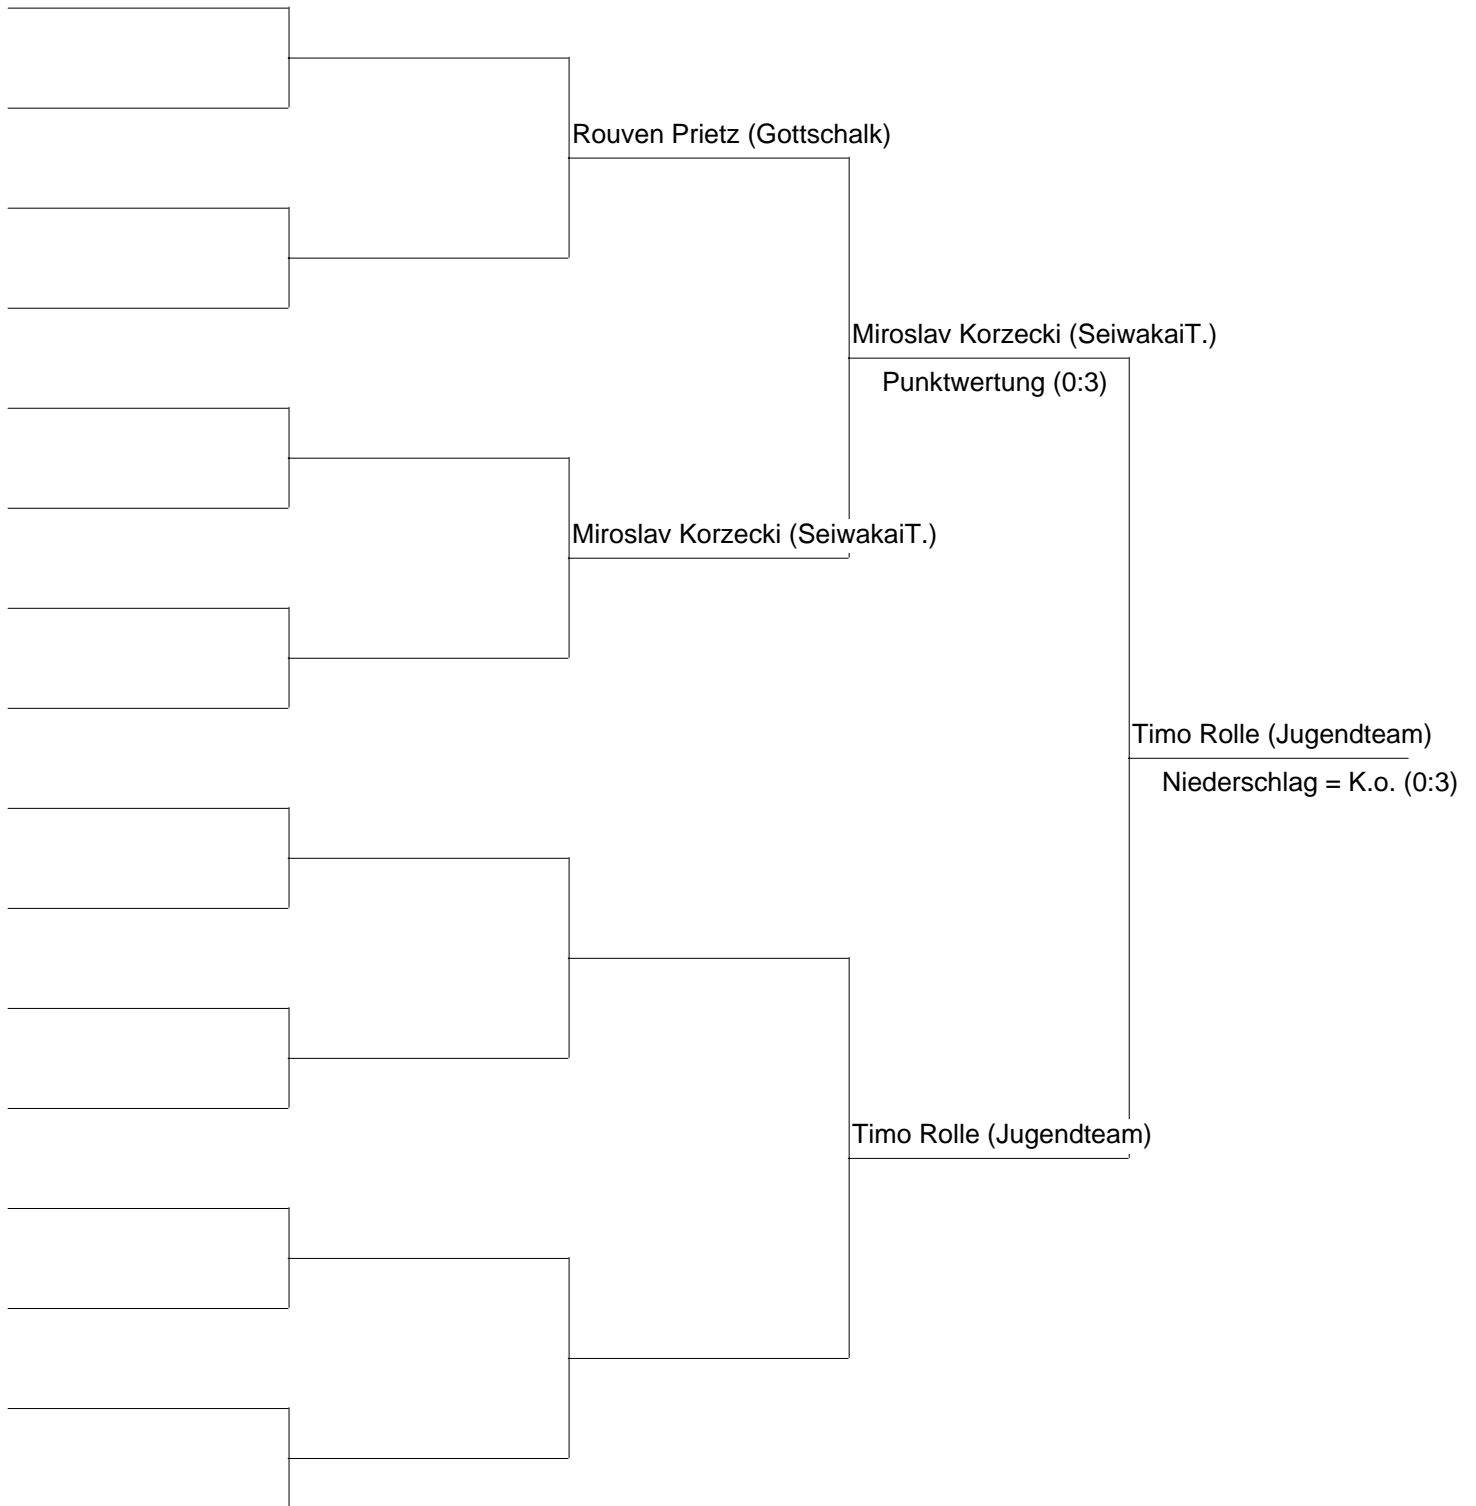 Rouven Prietz (Gottschalk)
Miroslav Korzecki (SeiwakaiT.)
Punktwertung (0:3)
Miroslav Korzecki (SeiwakaiT.)
Timo Rolle (Jugendteam)
Niederschlag = K.o. (0:3)
Timo Rolle (Jugendteam)